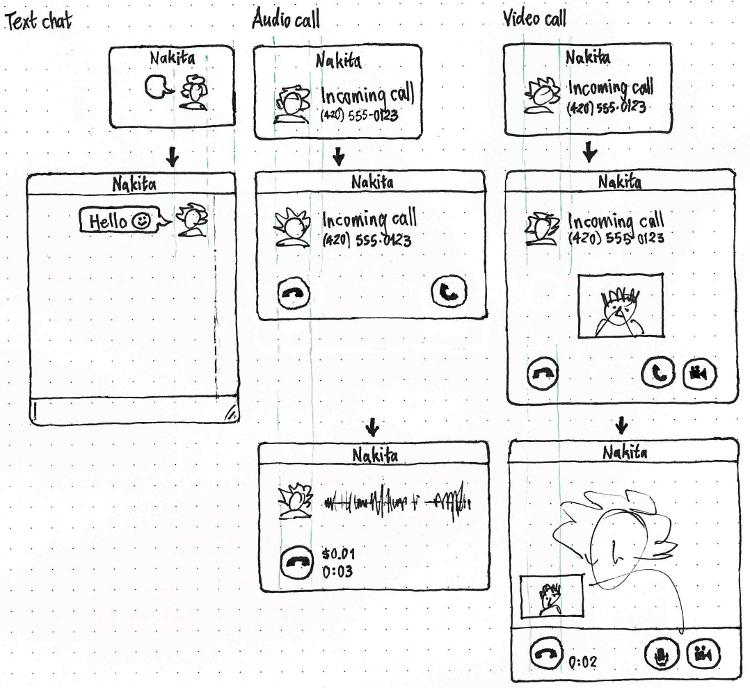 Text chat
Audio call
Video call
Nakita
Nakita
Incoming call
(420) 555-0123
Nakita
Incoming call
(420) 555-0123
Nakita
Hello
Nakita
Incoming call
(420) 555-0123
Nakita
Incoming call
(420) 555-0123
Nakita
$0.01
0:03
Nakita
0:02